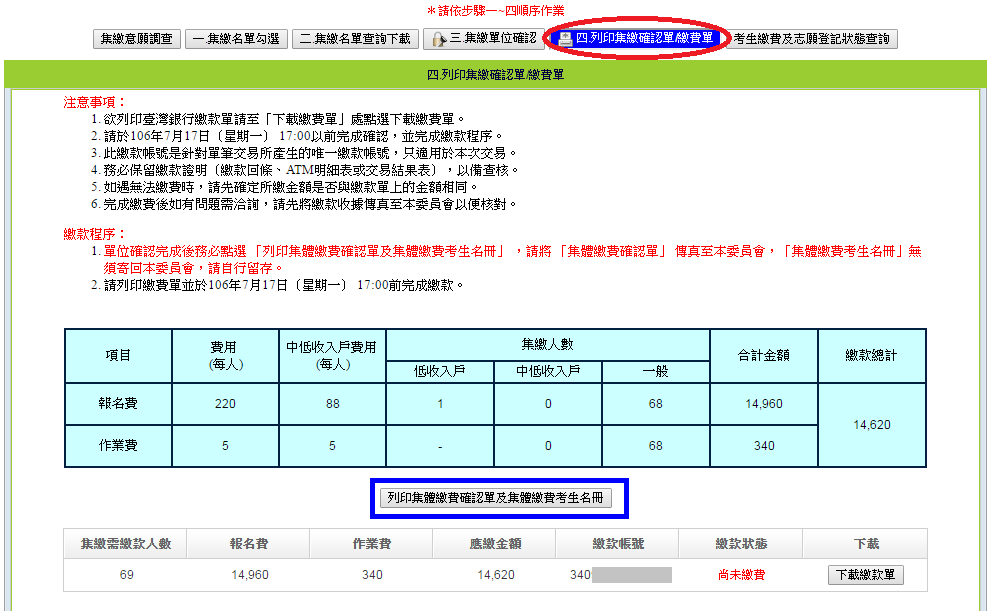 ＊請依步驟一~四順序作業
集繳意願調查 一.集繳名單勾選 二.集繳名單查詢下載 三.集繳單位確認 四.列印集繳確認單/繳費單 考生繳費及志願登記狀態查詢
四.列印集繳確認單/繳費單
注意事項：
1. 欲列印臺灣銀行繳款單請至「下載繳費單」處點選下載繳費單。
2. 請於106年7月17日〔星期一〕 17:00以前完成確認，並完成繳款程序。
3. 此繳款帳號是針對單筆交易所產生的唯一繳款帳號，只適用於本次交易。
4. 務必保留繳款證明〔繳款回條、ATM明細表或交易結果表〕，以備查核。
5. 如遇無法繳費時，請先確定所繳金額是否與繳款單上的金額相同。
6. 完成繳費後如有問題需洽詢，請先將繳款收據傳真至本委員會以便核對。
繳款程序：
1. 單位確認完成後務必點選「列印集體繳費確認單及集體繳費考生名冊」，請將「集體繳費確認單」傳真至本委員會，「集體繳費考生名冊」無
須寄回本委員會，請自行留存。
2. 請列印繳費單並於106年7月17日〔星期一〕 17:00前完成繳款。
項目 費用 (每人) 中低收入戶費用 (每人) 集繳人數 合計金額 繳款總計
低收入戶 中低收入戶 一般
報名費 220 88 1 0 68 14,960 14,620
作業費 5 5 - 0 68 340
列印集體繳費確認單及集體繳費考生名冊
集繳需繳款人數 報名費 作業費 應繳金額 繳款帳號 繳款狀態 下載
69 14,960 340 14,620 340 尚未繳費 下載繳款單